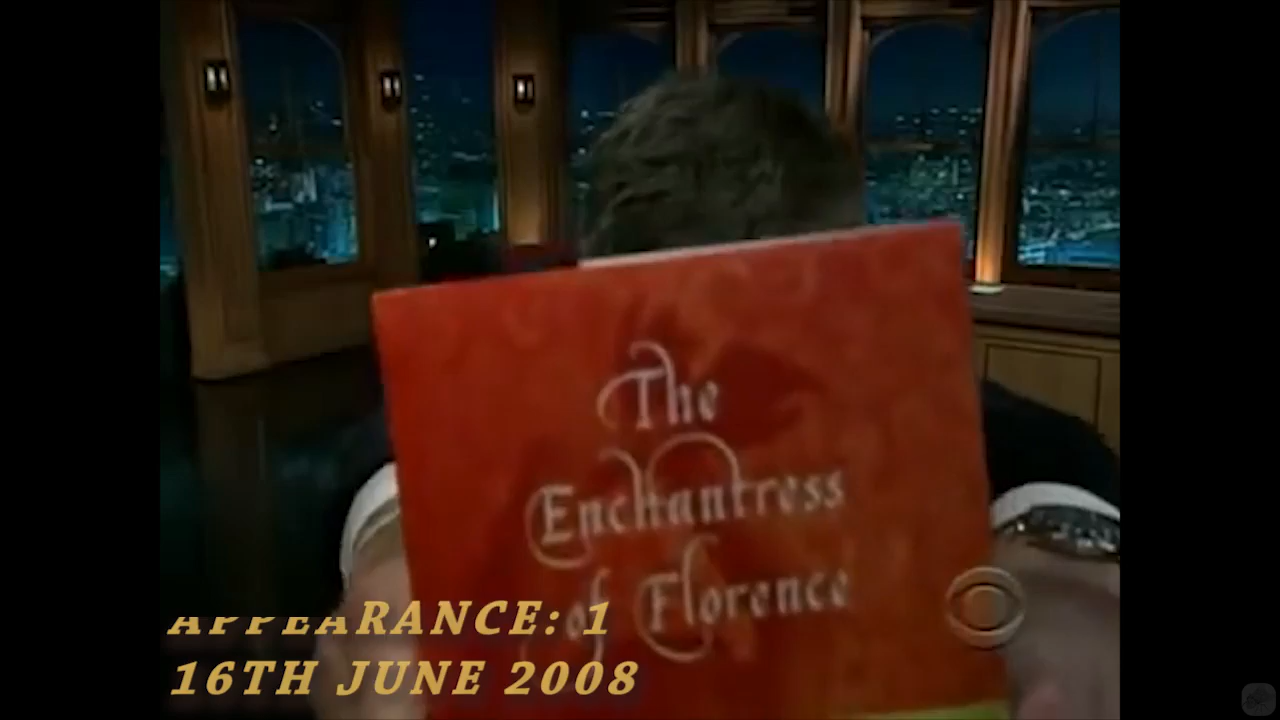 The
Enchantress
of Florence
APPEARANCE: 1
16TH JUNE 2008